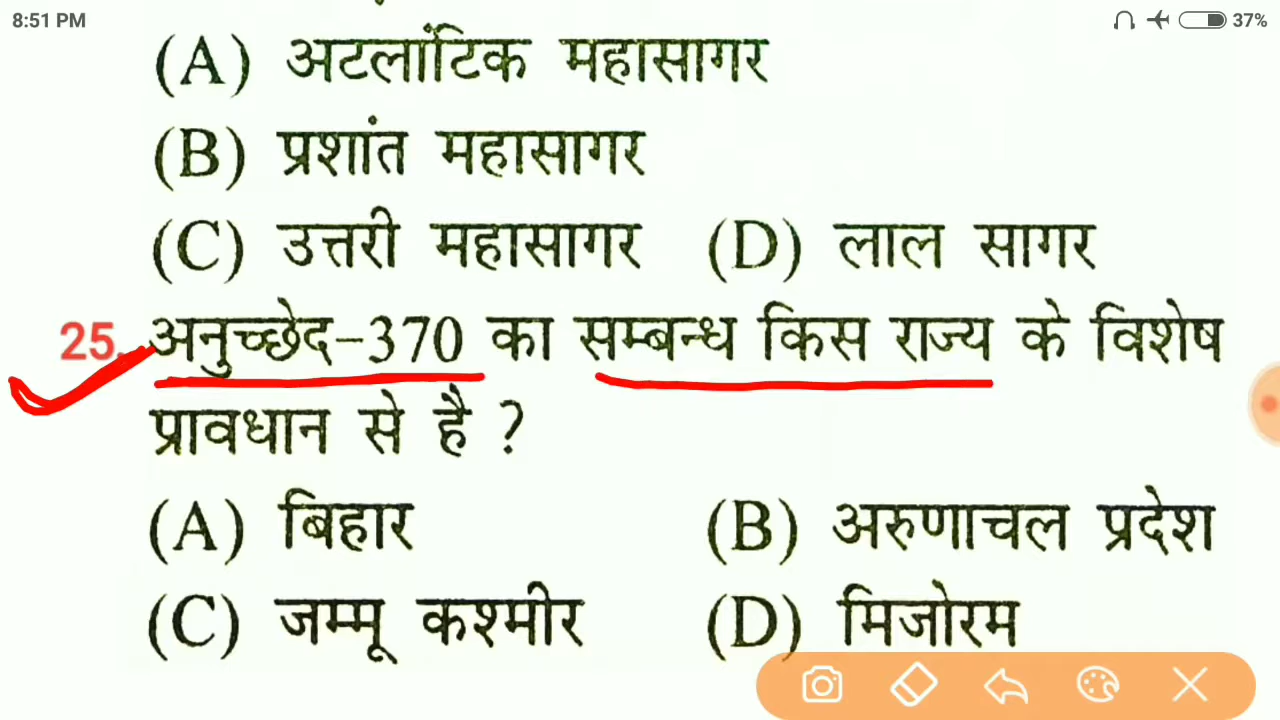 8:51 PM 37%
(A) अटलांटिक महासागर
(B) प्रशांत महासागर
(C) उत्तरी महासागर (D) लाल सागर
25. अनुच्छेद-370 का सम्बन्ध किस राज्य के विशेष
प्रावधान से है ?
(A) बिहार (B) अरुणाचल प्रदेश
(C) जम्मू कश्मीर (D) मिजोरम